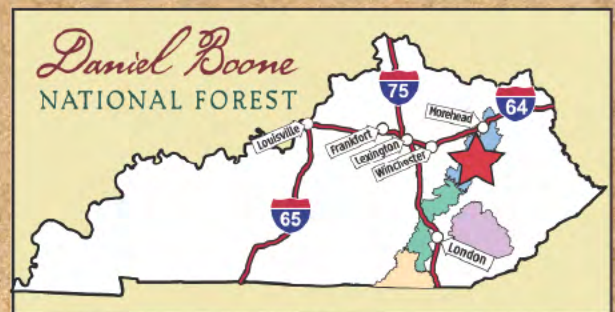 Daniel Boone
NATIONAL FOREST
75
64
Morehead
Louisville
Frankfort
Lexington
Winchester
65
London